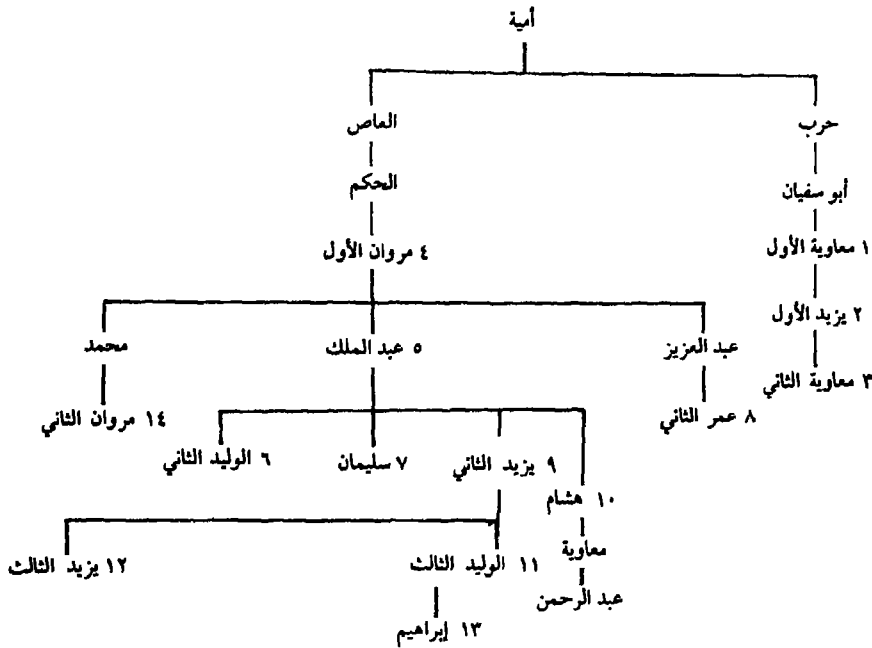 أمية
حرب
العاص
أبو سفيان
الحكم
١ معاوية الأول
٤ مروان الأول
٢ يزيد الأول
عبد العزيز
٥ عبد الملك
محمد
٣ معاوية الثاني
٨ عمر الثاني
١٤ مروان الثاني
٩ يزيد الثاني
٧ سليمان
٦ الوليد الثاني
١٠ هشام
معاوية
١١ الوليد الثالث
١٢ يزيد الثالث
عبد الرحمن
١٣ إبراهيم